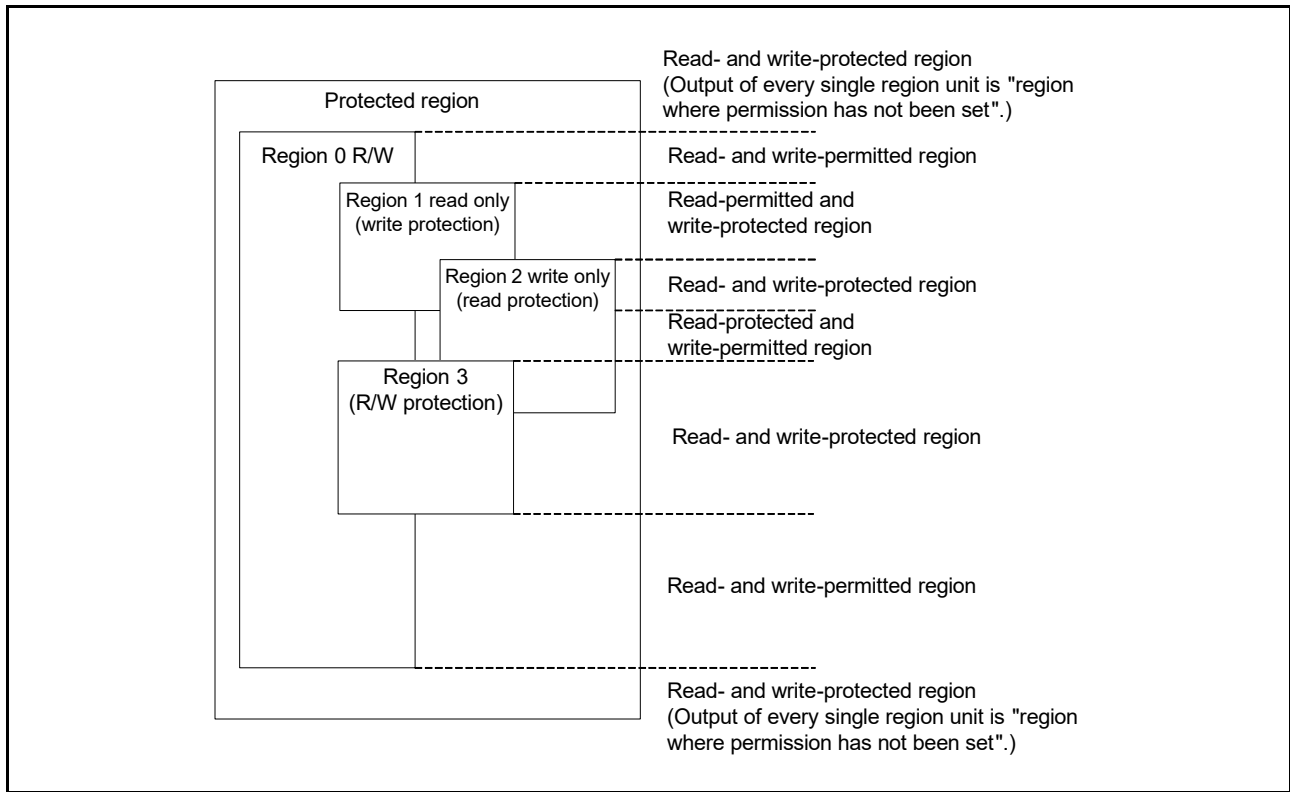 Read- and write-protected region
(Output of every single region unit is "region
where permission has not been set".)
Protected region
Region 0 R/W
Read- and write-permitted region
Region 1 read only
(write protection)
Read-permitted and
write-protected region
Region 2 write only
(read protection)
Read- and write-protected region
Read-protected and
write-permitted region
Region 3
(R/W protection)
Read- and write-protected region
Read- and write-permitted region
Read- and write-protected region
(Output of every single region unit is "region
where permission has not been set".)